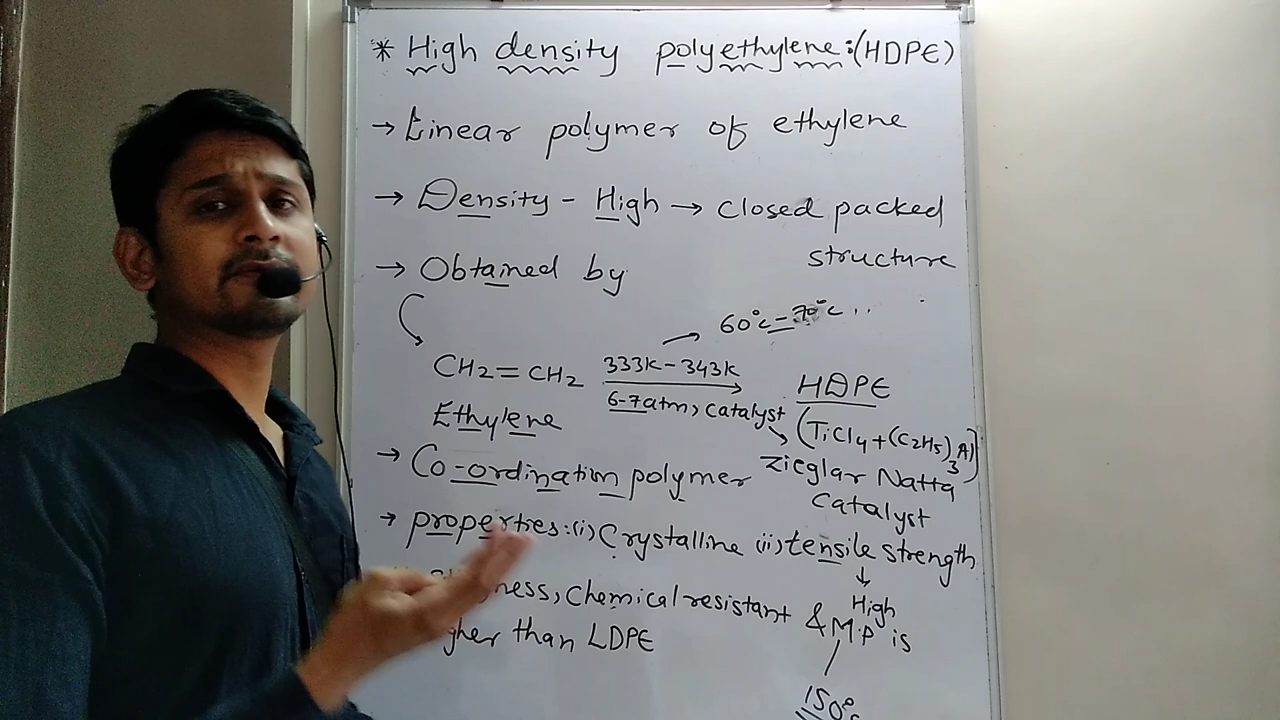 * High density polyethylene:(HDPE)
→ Linear polymer of ethylene
→ Density - High → closed packed
structure
→ Obtained by
60°c - 70°c ..
CH2=CH2 333K-343K HDPE
Ethylene 6-7atm, catalyst (TiCl4+(C2H5)3Al)
Zieglar Natta
Catalyst
→ Co-ordination polymer
→ properties:(i) Crystalline (ii) tensile strength
↓
High
chemical resistant & M.P is
than LDPE
150°c